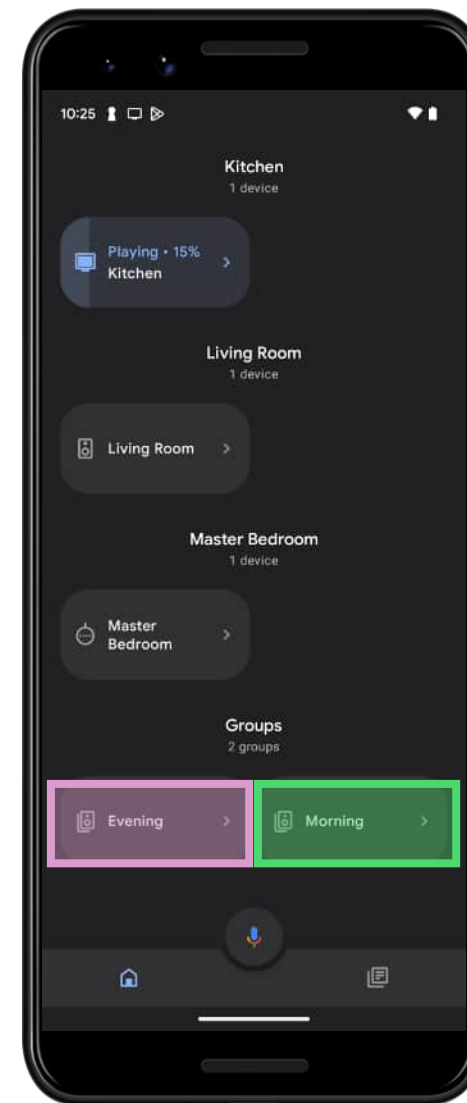 10:25
Kitchen
1 device
Playing • 15%
Kitchen
Living Room
1 device
Living Room
Master Bedroom
1 device
Master
Bedroom
Groups
2 groups
Evening
Morning